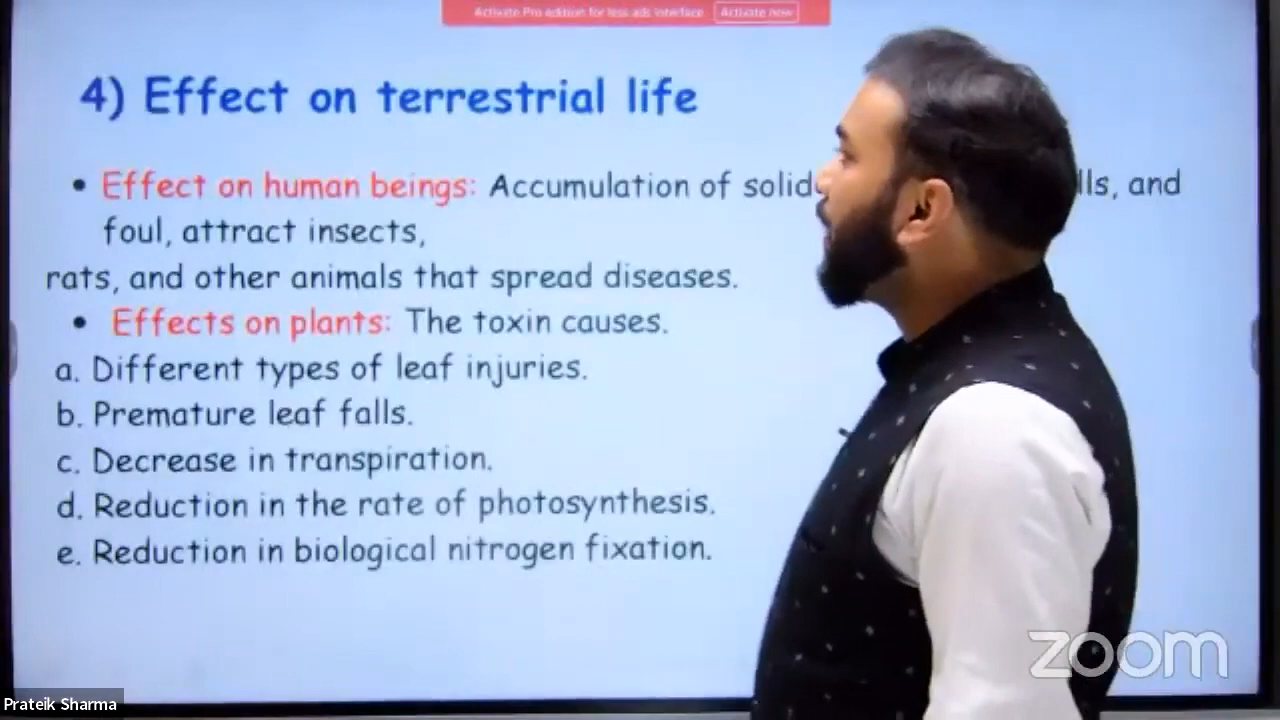 Activate Pro edition for less ads interface Activate now
4) Effect on terrestrial life
• Effect on human beings: Accumulation of solid lls, and
foul, attract insects,
rats, and other animals that spread diseases.
• Effects on plants: The toxin causes.
a. Different types of leaf injuries.
b. Premature leaf falls.
c. Decrease in transpiration.
d. Reduction in the rate of photosynthesis.
e. Reduction in biological nitrogen fixation.
zoom
Prateik Sharma